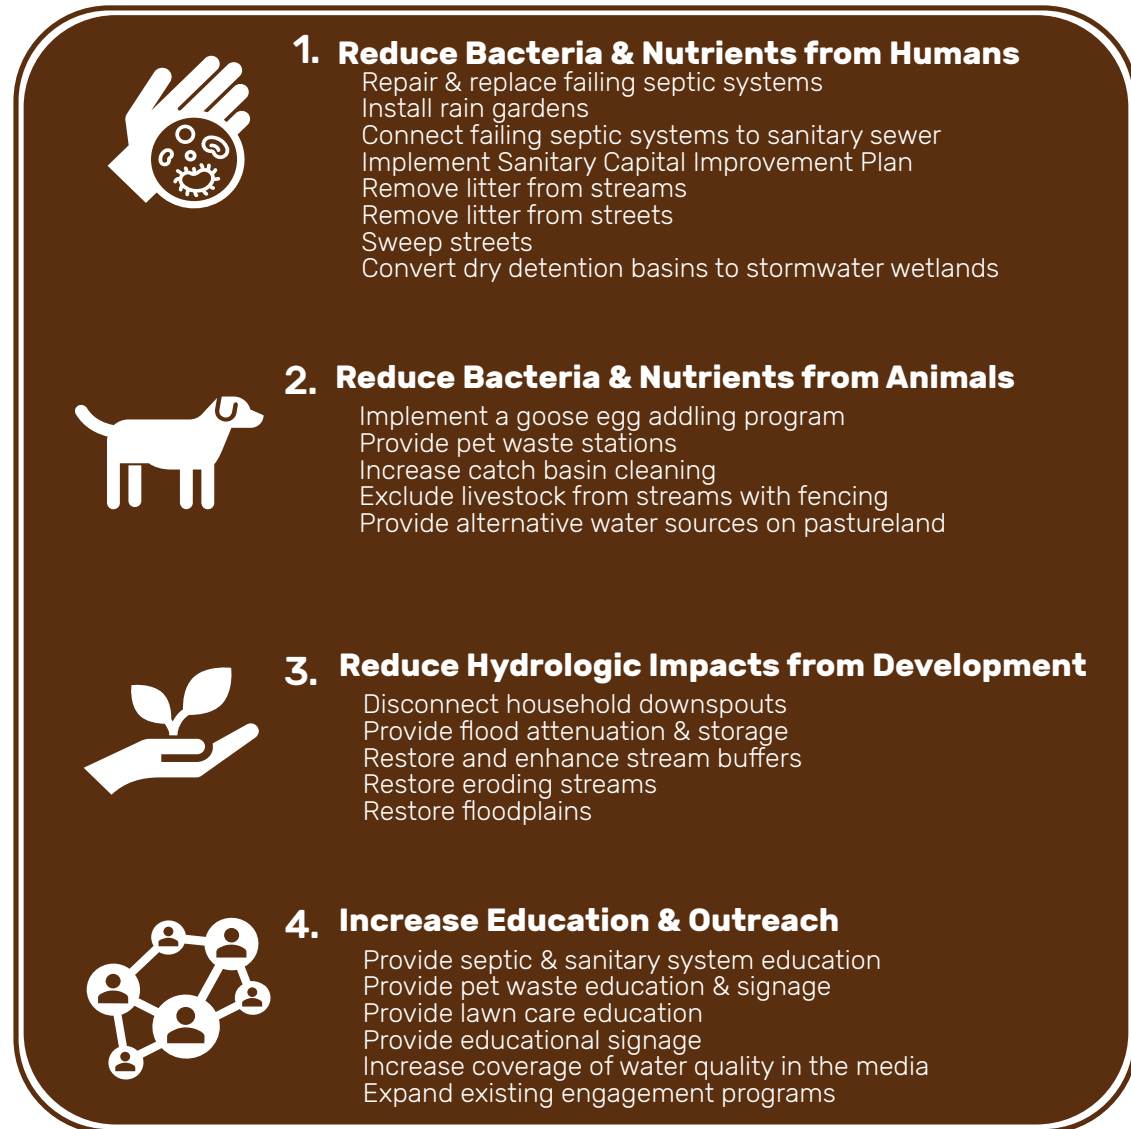 1. Reduce Bacteria & Nutrients from Humans
Repair & replace failing septic systems
Install rain gardens
Connect failing septic systems to sanitary sewer
Implement Sanitary Capital Improvement Plan
Remove litter from streams
Remove litter from streets
Sweep streets
Convert dry detention basins to stormwater wetlands
2. Reduce Bacteria & Nutrients from Animals
Implement a goose egg addling program
Provide pet waste stations
Increase catch basin cleaning
Exclude livestock from streams with fencing
Provide alternative water sources on pastureland
3. Reduce Hydrologic Impacts from Development
Disconnect household downspouts
Provide flood attenuation & storage
Restore and enhance stream buffers
Restore eroding streams
Restore floodplains
4. Increase Education & Outreach
Provide septic & sanitary system education
Provide pet waste education & signage
Provide lawn care education
Provide educational signage
Increase coverage of water quality in the media
Expand existing engagement programs